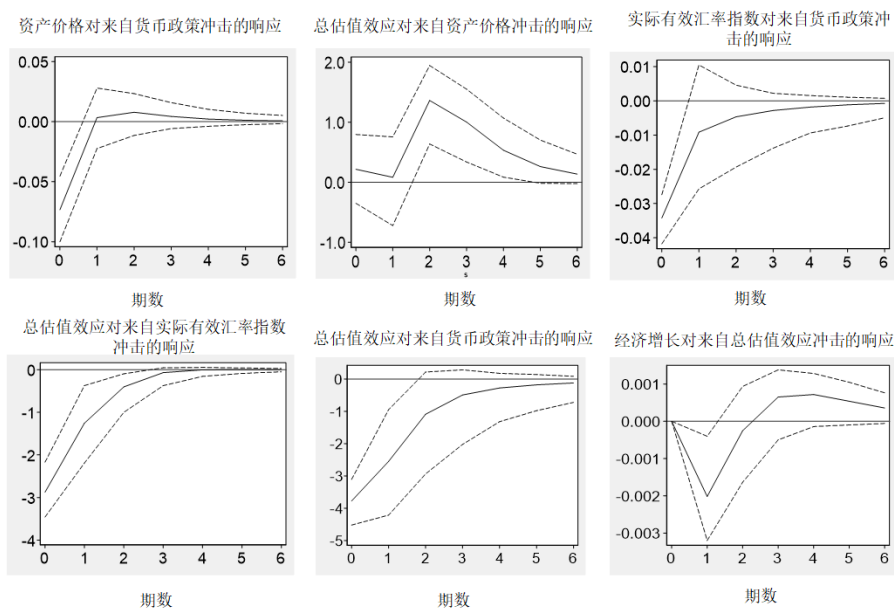 资产价格对来自货币政策冲击的响应
0.05
0.00
-0.05
-0.10
0 1 2 3 4 5 6
期数
总估值效应对来自资产价格冲击的响应
2.0
1.0
0.0
-1.0
0 1 2 3 4 5 6
s
期数
实际有效汇率指数对来自货币政策冲
击的响应
0.01
0.00
-0.01
-0.02
-0.03
-0.04
0 1 2 3 4 5 6
期数
总估值效应对来自实际有效汇率指数
冲击的响应
0
-1
-2
-3
-4
0 1 2 3 4 5 6
期数
总估值效应对来自货币政策冲击的响应
0
-1
-2
-3
-4
-5
0 1 2 3 4 5 6
期数
经济增长对来自总估值效应冲击的响应
0.001
0.000
-0.001
-0.002
-0.003
0 1 2 3 4 5 6
期数